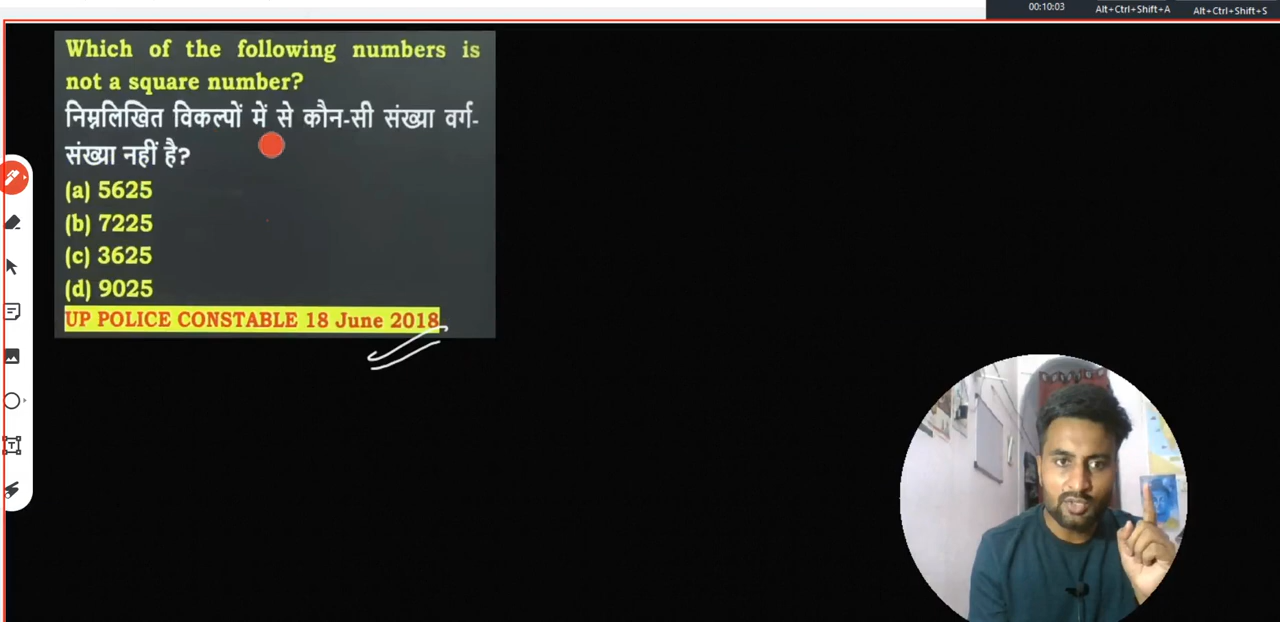 00:10:03 Alt+Ctrl+Shift+A Alt+Ctrl+Shift+S
Which of the following numbers is
not a square number?
निम्नलिखित विकल्पों में से कौन-सी संख्या वर्ग-
संख्या नहीं है?
(a) 5625
(b) 7225
(c) 3625
(d) 9025
UP POLICE CONSTABLE 18 June 2018